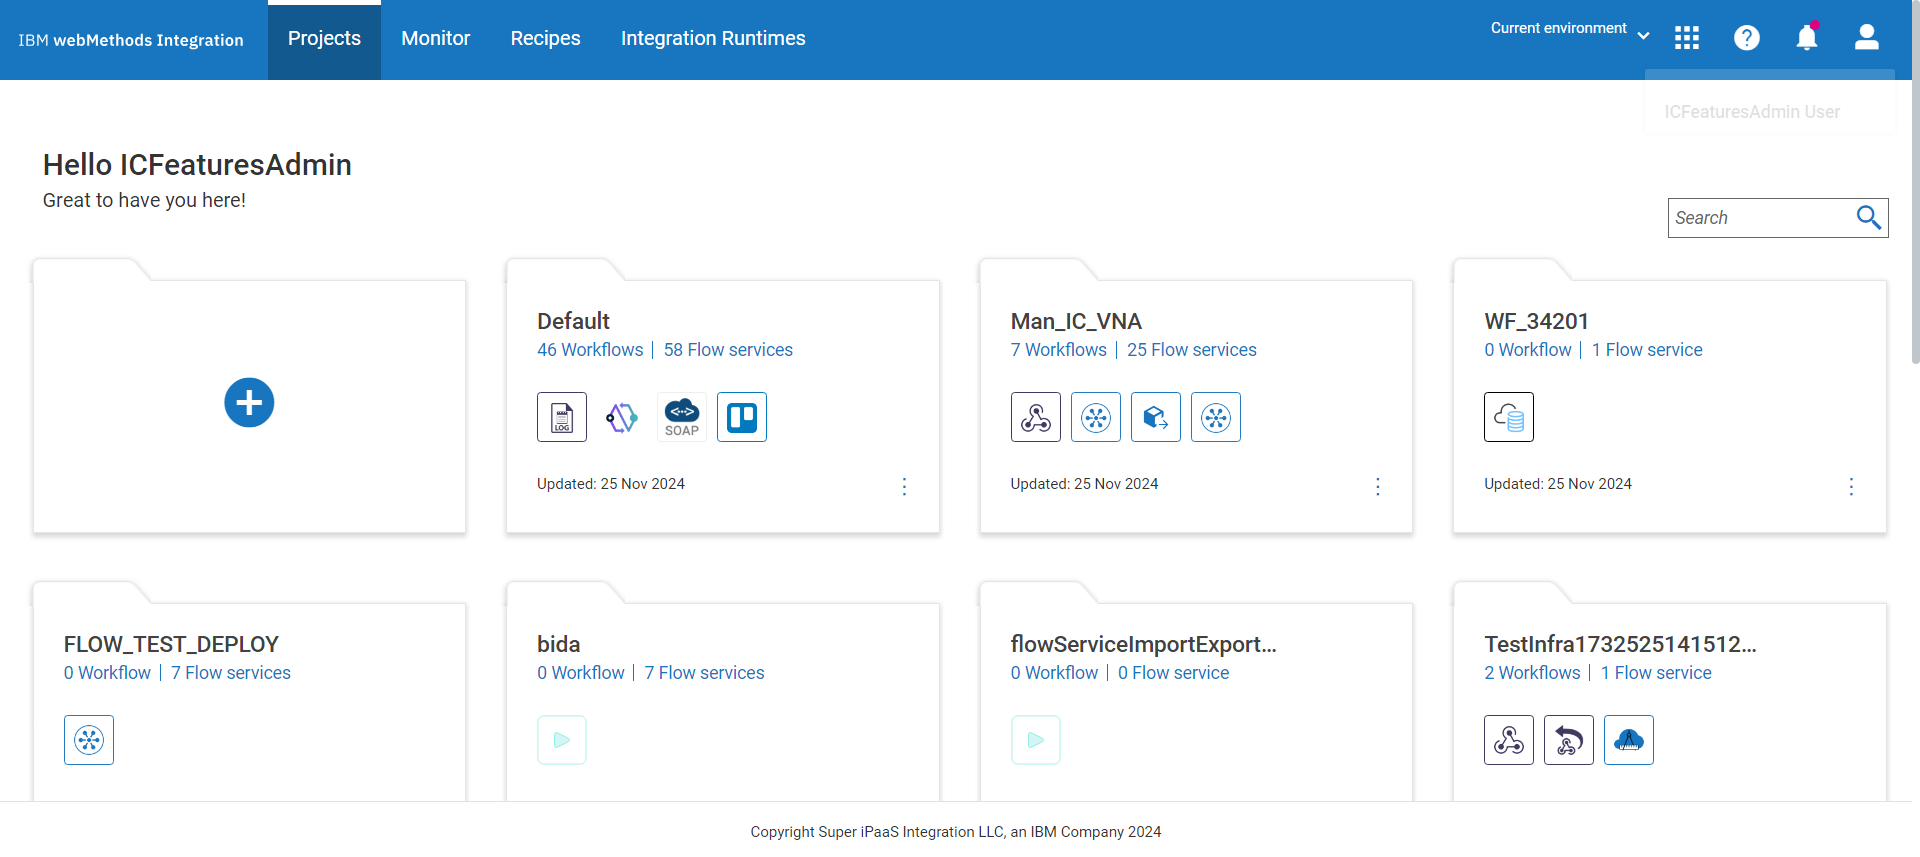 IBM webMethods Integration
Projects
Monitor
Recipes
Integration Runtimes
Current environment
ICFeaturesAdmin User
Hello ICFeaturesAdmin
Great to have you here!
Search
Default
46 Workflows | 58 Flow services
LOG
SOAP
Updated: 25 Nov 2024
Man_IC_VNA
7 Workflows | 25 Flow services
Updated: 25 Nov 2024
WF_34201
0 Workflow | 1 Flow service
Updated: 25 Nov 2024
FLOW_TEST_DEPLOY
0 Workflow | 7 Flow services
bida
0 Workflow | 7 Flow services
flowServiceImportExport...
0 Workflow | 0 Flow service
TestInfra1732525141512...
2 Workflows | 1 Flow service
Copyright Super iPaaS Integration LLC, an IBM Company 2024